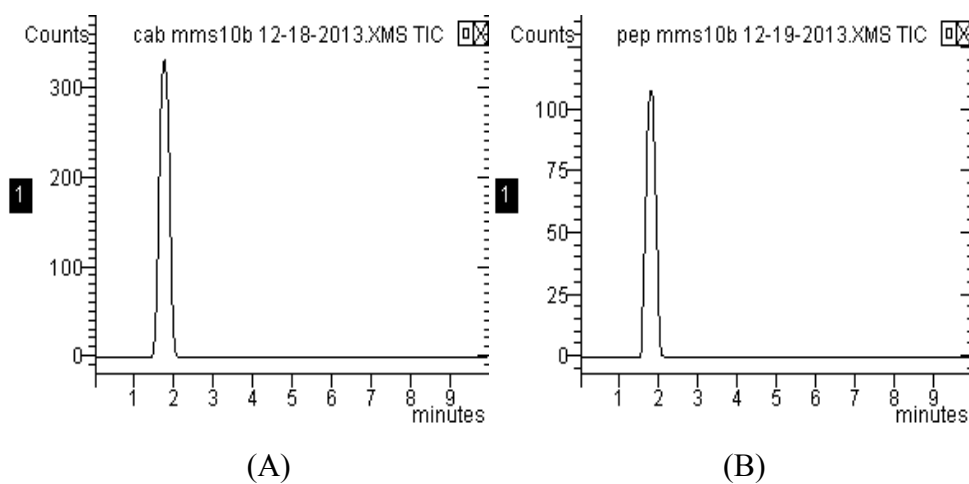 Counts
cab mms10b 12-18-2013.XMS TIC
300
200
100
0
1
1 2 3 4 5 6 7 8 9
minutes
(A)
Counts
pep mms10b 12-19-2013.XMS TIC
100
75
50
25
0
1
1 2 3 4 5 6 7 8 9
minutes
(B)